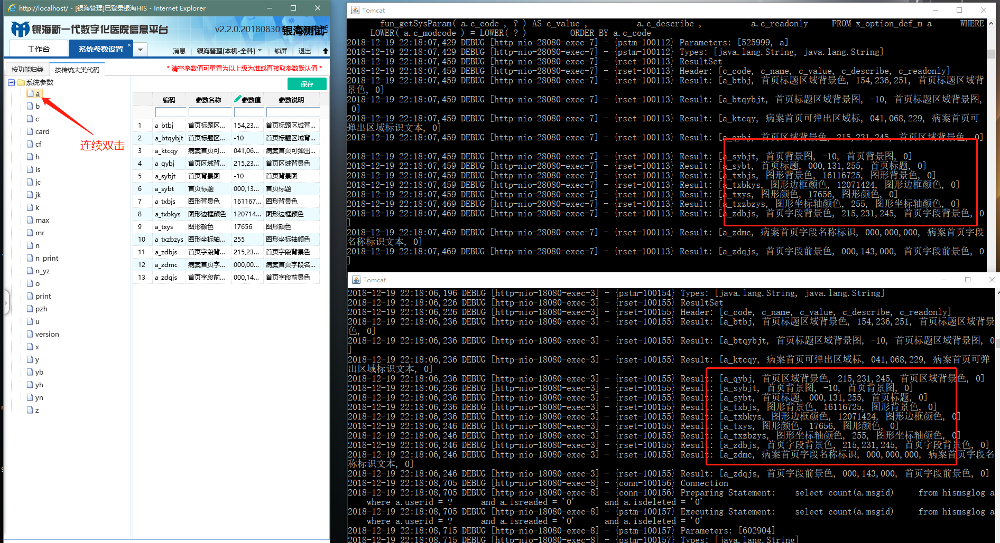 http://localhost/ - [银海管理]已登录银海HIS - Internet Explorer
银海新一代数字化医院信息平台
v2.2.0.20180830
银海测试
工作台
系统参数设置
消息
银海管理[本机-全科]
锁屏
退出
按功能归类
按传统大类代码
* 清空参数值可重置为以上级为准或直接取参数默认值 *
系统参数
a
b
c
card
cf
h
is
jc
jk
k
max
mr
n
n_print
n_yz
o
print
pzh
u
version
x
y
yb
yh
yn
z
连续双击
保存
编码 参数名称 参数值 参数说明
1 a_btbj 首页标题区... 154,23... 首页标题区域背...
2 a_btqybjt 首页标题区... -10 首页标题区域背...
3 a_ktcqy 病案首页可... 041,06... 病案首页可弹出...
4 a_qybj 首页区域背... 215,23... 首页区域背景色
5 a_sybjt 首页背景图 -10 首页背景图
6 a_sybt 首页标题 000,13... 首页标题
7 a_txbjs 图形背景色 161167... 图形背景色
8 a_txbkys 图形边框颜色 120714... 图形边框颜色
9 a_txys 图形颜色 17656 图形颜色
10 a_txzbzys 图形坐标轴... 255 图形坐标轴颜色
11 a_zdbjs 首页字段背... 215,23... 首页字段背景色
12 a_zdmc 病案首页字... 000,00... 病案首页字段名...
13 a_zdqjs 首页字段前... 000,14... 首页字段前景色
Tomcat
fun_getSysParam( a.c_code , ? ) AS c_value , a.c_describe , a.c_readonly FROM x_option_def_m a WHERE
LOWER( a.c_modcode ) = LOWER( ? ) ORDER BY a.c_code
2018-12-19 22:18:07,429 DEBUG [http-nio-28080-exec-7] - {pstm-100112} Parameters: [525999, a]
2018-12-19 22:18:07,429 DEBUG [http-nio-28080-exec-7] - {pstm-100112} Types: [java.lang.String, java.lang.String]
2018-12-19 22:18:07,459 DEBUG [http-nio-28080-exec-7] - {rset-100113} ResultSet
2018-12-19 22:18:07,459 DEBUG [http-nio-28080-exec-7] - {rset-100113} Header: [c_code, c_name, c_value, c_describe, c_readonly]
2018-12-19 22:18:07,459 DEBUG [http-nio-28080-exec-7] - {rset-100113} Result: [a_btbj, 首页标题区域背景色, 154,236,251, 首页标题区域背
景色, 0]
2018-12-19 22:18:07,459 DEBUG [http-nio-28080-exec-7] - {rset-100113} Result: [a_btqybjt, 首页标题区域背景图, -10, 首页标题区域背景图,
0]
2018-12-19 22:18:07,459 DEBUG [http-nio-28080-exec-7] - {rset-100113} Result: [a_ktcqy, 病案首页可弹出区域标, 041,068,229, 病案首页可
弹出区域标识文本, 0]
2018-12-19 22:18:07,459 DEBUG [http-nio-28080-exec-7] - {rset-100113} Result: [a_qybj, 首页区域背景色, 215,231,245, 首页区域背景色, 0]
2018-12-19 22:18:07,459 DEBUG [http-nio-28080-exec-7] - {rset-100113} Result: [a_sybjt, 首页背景图, -10, 首页背景图, 0]
2018-12-19 22:18:07,459 DEBUG [http-nio-28080-exec-7] - {rset-100113} Result: [a_sybt, 首页标题, 000,131,255, 首页标题, 0]
2018-12-19 22:18:07,459 DEBUG [http-nio-28080-exec-7] - {rset-100113} Result: [a_txbjs, 图形背景色, 16116725, 图形背景色, 0]
2018-12-19 22:18:07,459 DEBUG [http-nio-28080-exec-7] - {rset-100113} Result: [a_txbkys, 图形边框颜色, 12071424, 图形边框颜色, 0]
2018-12-19 22:18:07,459 DEBUG [http-nio-28080-exec-7] - {rset-100113} Result: [a_txys, 图形颜色, 17656, 图形颜色, 0]
2018-12-19 22:18:07,469 DEBUG [http-nio-28080-exec-7] - {rset-100113} Result: [a_txzbzys, 图形坐标轴颜色, 255, 图形坐标轴颜色, 0]
2018-12-19 22:18:07,469 DEBUG [http-nio-28080-exec-7] - {rset-100113} Result: [a_zdbjs, 首页字段背景色, 215,231,245, 首页字段背景色, 0
]
2018-12-19 22:18:07,469 DEBUG [http-nio-28080-exec-7] - {rset-100113} Result: [a_zdmc, 病案首页字段名称标识, 000,000,000, 病案首页字段
名称标识文本, 0]
2018-12-19 22:18:07,469 DEBUG [http-nio-28080-exec-7] - {rset-100113} Result: [a_zdqjs, 首页字段前景色, 000,143,000, 首页字段前景色, 0
]
Tomcat
2018-12-19 22:18:06,196 DEBUG [http-nio-18080-exec-3] - {pstm-100154} Types: [java.lang.String, java.lang.String]
2018-12-19 22:18:06,226 DEBUG [http-nio-18080-exec-3] - {rset-100155} ResultSet
2018-12-19 22:18:06,226 DEBUG [http-nio-18080-exec-3] - {rset-100155} Header: [c_code, c_name, c_value, c_describe, c_readonly]
2018-12-19 22:18:06,236 DEBUG [http-nio-18080-exec-3] - {rset-100155} Result: [a_btbj, 首页标题区域背景色, 154,236,251, 首页标题区域背景
色, 0]
2018-12-19 22:18:06,236 DEBUG [http-nio-18080-exec-3] - {rset-100155} Result: [a_btqybjt, 首页标题区域背景图, -10, 首页标题区域背景图, 0
]
2018-12-19 22:18:06,236 DEBUG [http-nio-18080-exec-3] - {rset-100155} Result: [a_ktcqy, 病案首页可弹出区域标, 041,068,229, 病案首页可弹
出区域标识文本, 0]
2018-12-19 22:18:06,236 DEBUG [http-nio-18080-exec-3] - {rset-100155} Result: [a_qybj, 首页区域背景色, 215,231,245, 首页区域背景色, 0]
2018-12-19 22:18:06,236 DEBUG [http-nio-18080-exec-3] - {rset-100155} Result: [a_sybjt, 首页背景图, -10, 首页背景图, 0]
2018-12-19 22:18:06,236 DEBUG [http-nio-18080-exec-3] - {rset-100155} Result: [a_sybt, 首页标题, 000,131,255, 首页标题, 0]
2018-12-19 22:18:06,236 DEBUG [http-nio-18080-exec-3] - {rset-100155} Result: [a_txbjs, 图形背景色, 16116725, 图形背景色, 0]
2018-12-19 22:18:06,236 DEBUG [http-nio-18080-exec-3] - {rset-100155} Result: [a_txbkys, 图形边框颜色, 12071424, 图形边框颜色, 0]
2018-12-19 22:18:06,246 DEBUG [http-nio-18080-exec-3] - {rset-100155} Result: [a_txys, 图形颜色, 17656, 图形颜色, 0]
2018-12-19 22:18:06,246 DEBUG [http-nio-18080-exec-3] - {rset-100155} Result: [a_txzbzys, 图形坐标轴颜色, 255, 图形坐标轴颜色, 0]
2018-12-19 22:18:06,246 DEBUG [http-nio-18080-exec-3] - {rset-100155} Result: [a_zdbjs, 首页字段背景色, 215,231,245, 首页字段背景色, 0]
2018-12-19 22:18:06,246 DEBUG [http-nio-18080-exec-3] - {rset-100155} Result: [a_zdmc, 病案首页字段名称标识, 000,000,000, 病案首页字段名
称标识文本, 0]
2018-12-19 22:18:06,246 DEBUG [http-nio-18080-exec-3] - {rset-100155} Result: [a_zdqjs, 首页字段前景色, 000,143,000, 首页字段前景色, 0]
2018-12-19 22:18:08,705 DEBUG [http-nio-18080-exec-8] - {conn-100156} Connection
2018-12-19 22:18:08,705 DEBUG [http-nio-18080-exec-8] - {conn-100156} Preparing Statement: select count(a.msgid) from hismsglog a
where a.userid = ? and a.isreaded = '0' and a.isdeleted = '0'
2018-12-19 22:18:08,705 DEBUG [http-nio-18080-exec-8] - {pstm-100157} Executing Statement: select count(a.msgid) from hismsglog a
where a.userid = ? and a.isreaded = '0' and a.isdeleted = '0'
2018-12-19 22:18:08,715 DEBUG [http-nio-18080-exec-8] - {pstm-100157} Parameters: [602904]
2018-12-19 22:18:08,715 DEBUG [http-nio-18080-exec-8] - {pstm-100157} Types: [java.lang.String]